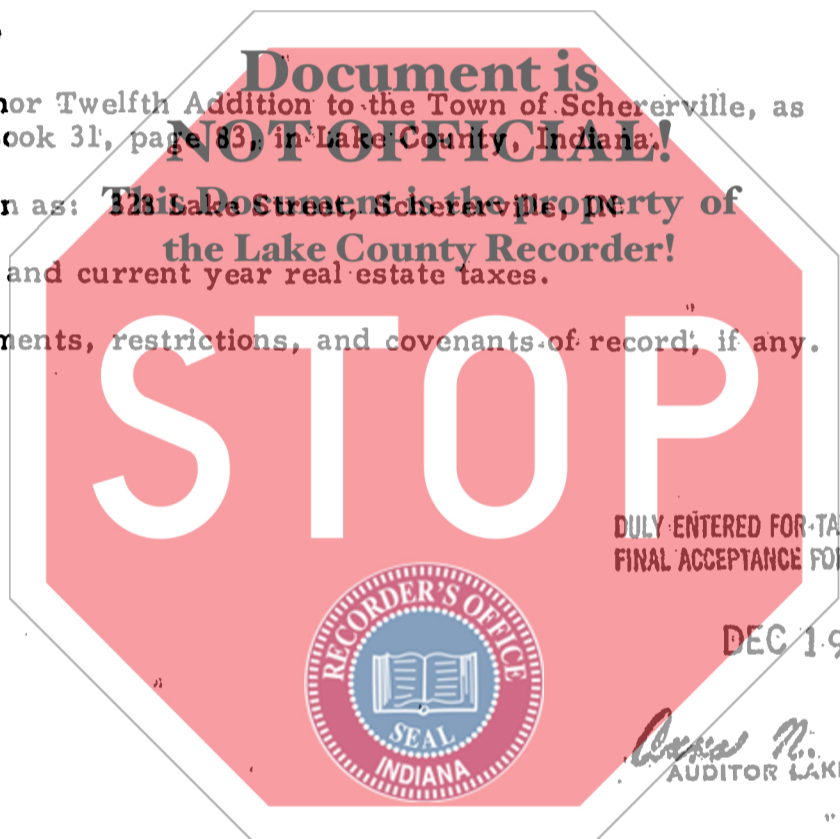 Document is
nor Twelfth Addition to the Town of Schererville, as
ook 31, page 83, in Lake County, Indiana.
NOT OFFICIAL!
n as: 328 Lake Street, Schererville, IN
This Document is the property of
the Lake County Recorder!
and current year real estate taxes.
ments, restrictions, and covenants of record, if any.
STOP
DULY ENTERED FOR TA
FINAL ACCEPTANCE FO
DEC 19
RECORDER'S OFFICE
SEAL
INDIANA
N.
AUDITOR LAKE